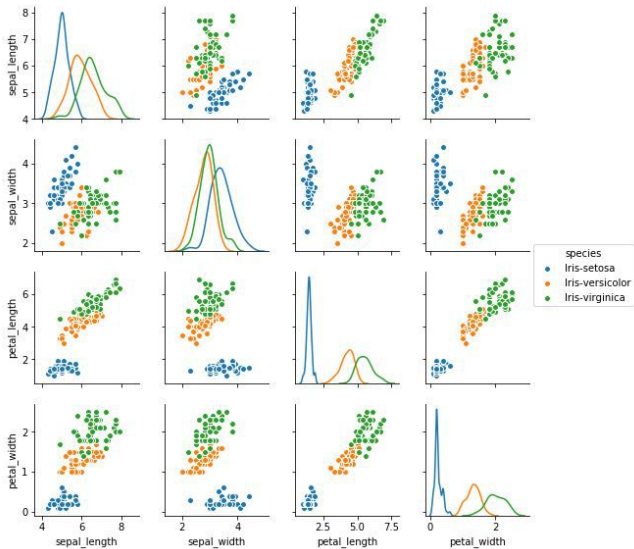 8
7
6
5
4
sepal_length
4
3
2
sepal_width
species
Iris-setosa
Iris-versicolor
Iris-virginica
6
4
2
petal_length
2
1
0
petal_width
4 6 8
sepal_length
2 4
sepal_width
2.5 5.0 7.5
petal_length
0 2
petal_width